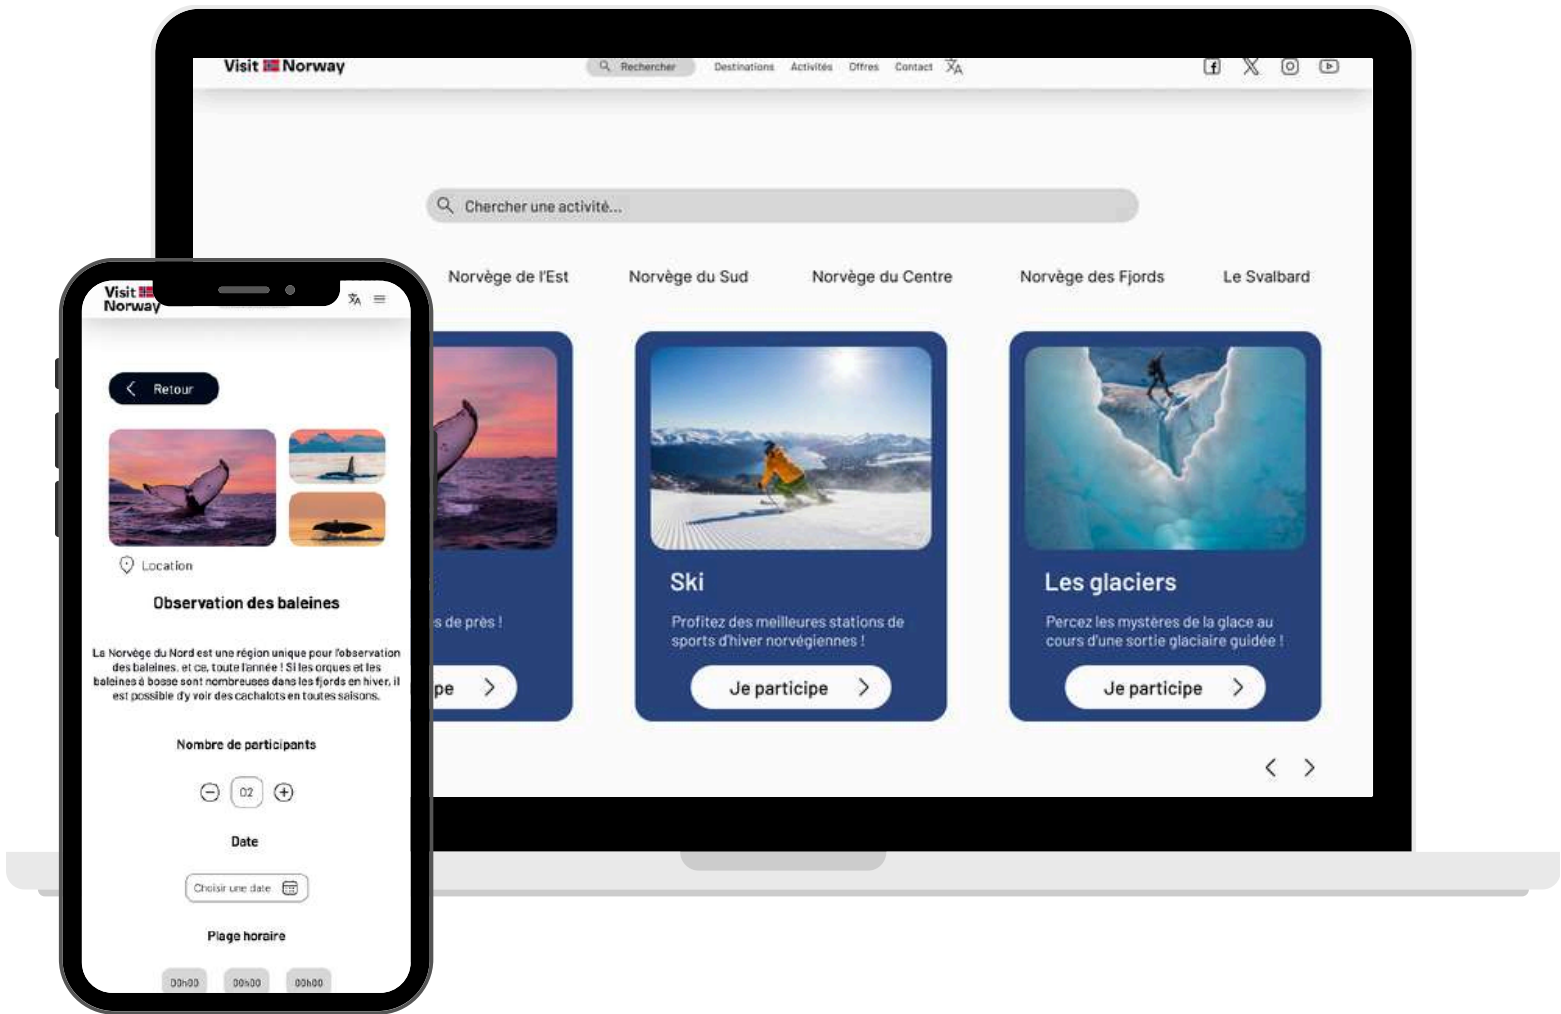 Visit Norway
Rechercher
Destinations
Activités
Offres
Contact
Chercher une activité...
Norvège de l'Est
Norvège du Sud
Norvège du Centre
Norvège des Fjords
Le Svalbard
s de près !
pe
Ski
Profitez des meilleures stations de
sports d'hiver norvégiennes !
Je participe
Les glaciers
Percez les mystères de la glace au
cours d'une sortie glaciaire guidée !
Je participe
Visit
Norway
Retour
Location
Observation des baleines
La Norvège du Nord est une région unique pour l'observation
des baleines, et ce, toute l'année ! Si les orques et les
baleines à bosse sont nombreuses dans les fjords en hiver, il
est possible d'y voir des cachalots en toutes saisons.
Nombre de participants
02
Date
Choisir une date
Plage horaire
00h00
00h00
00h00